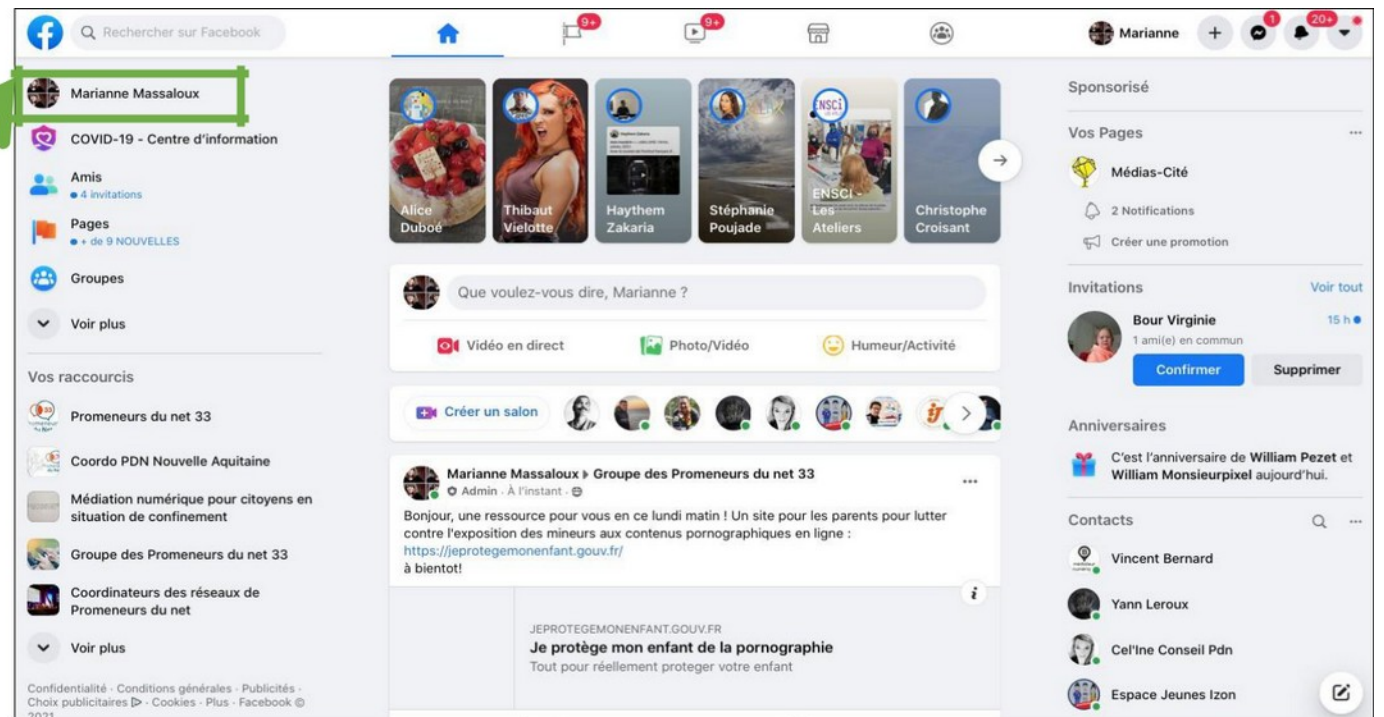 Rechercher sur Facebook
9+
9+
Marianne
1
20+
Marianne Massaloux
COVID-19 - Centre d'information
Amis
4 invitations
Pages
+ de 9 NOUVELLES
Groupes
Voir plus
Vos raccourcis
Promeneurs du net 33
Coordo PDN Nouvelle Aquitaine
Médiation numérique pour citoyens en
situation de confinement
Groupe des Promeneurs du net 33
Coordinateurs des réseaux de
Promeneurs du net
Voir plus
Confidentialité · Conditions générales · Publicités ·
Choix publicitaires · Cookies · Plus · Facebook ©
2021
Alice
Duboé
Thibaut
Vielotte
Haythem
Zakaria
Stéphanie
Poujade
ENSCi
ENSCI -
Les
Ateliers
Christophe
Croisant
Que voulez-vous dire, Marianne ?
Vidéo en direct
Photo/Vidéo
Humeur/Activité
Créer un salon
Marianne Massaloux ▸ Groupe des Promeneurs du net 33
Admin · À l'instant ·
Bonjour, une ressource pour vous en ce lundi matin ! Un site pour les parents pour lutter
contre l'exposition des mineurs aux contenus pornographiques en ligne :
https://jeprotegemonenfant.gouv.fr/
à bientot!
JEPROTEGEMONENFANT.GOUV.FR
Je protège mon enfant de la pornographie
Tout pour réellement proteger votre enfant
Sponsorisé
Vos Pages
Médias-Cité
2 Notifications
Créer une promotion
Invitations
Voir tout
Bour Virginie
15 h
1 ami(e) en commun
Confirmer
Supprimer
Anniversaires
C'est l'anniversaire de William Pezet et
William Monsieurpixel aujourd'hui.
Contacts
Vincent Bernard
Yann Leroux
Cel'Ine Conseil Pdn
Espace Jeunes Izon